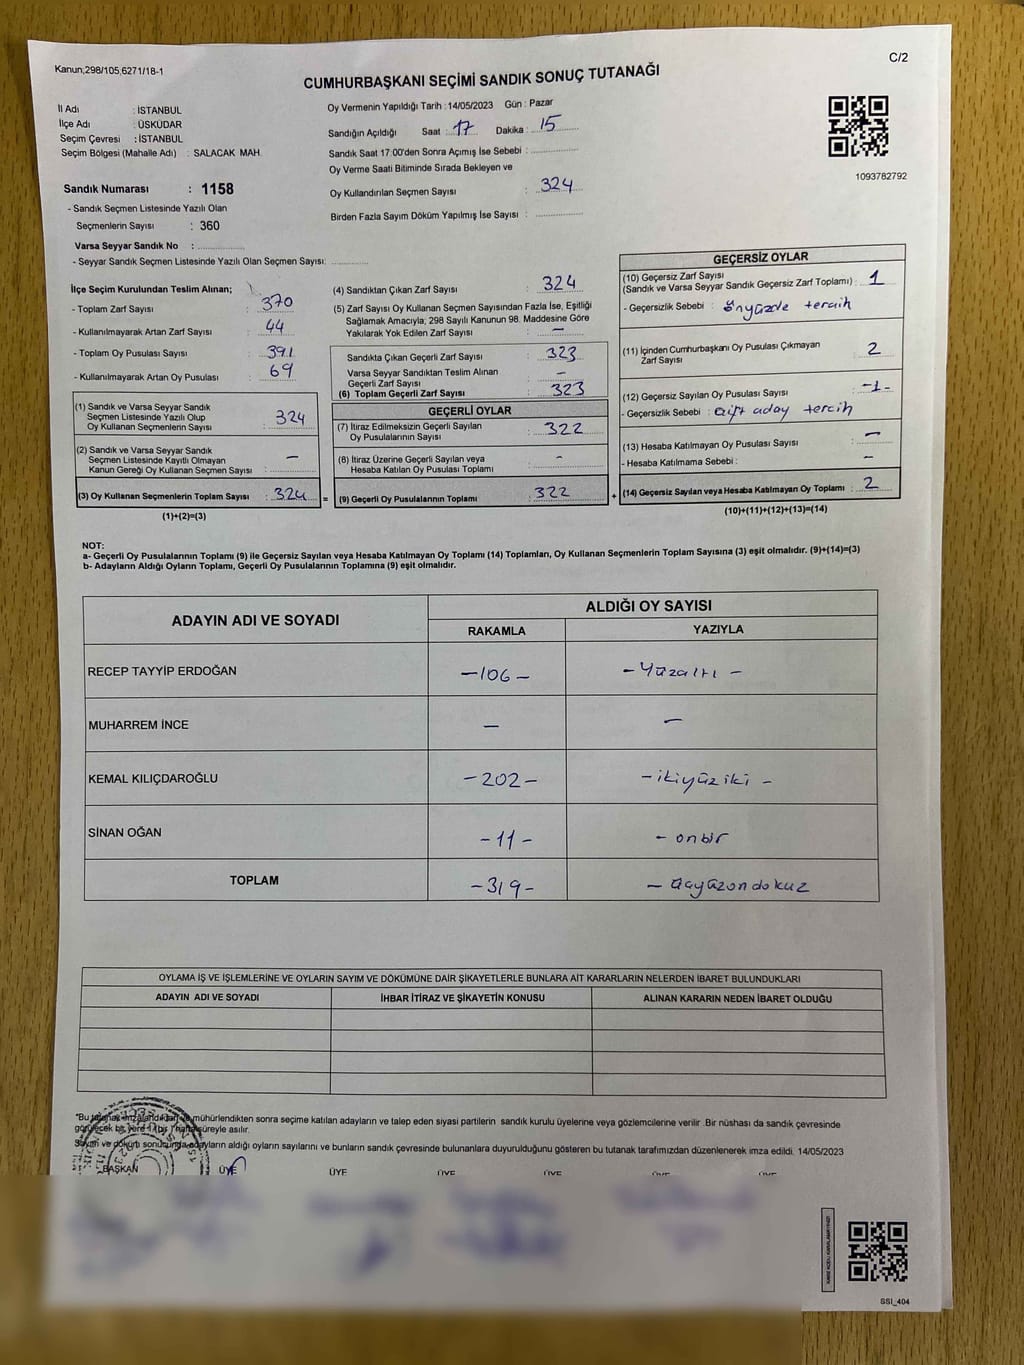 Kanun,298/105,6271/18-1
C/2
CUMHURBAŞKANI SEÇİMİ SANDIK SONUÇ TUTANAĞI
İl Adı : İSTANBUL
İlçe Adı : ÜSKÜDAR
Seçim Çevresi : İSTANBUL
Seçim Bölgesi (Mahalle Adı) : SALACAK MAH.
Oy Vermenin Yapıldığı Tarih : 14/05/2023 Gün : Pazar
Sandığın Açıldığı Saat : 17 Dakika : 15
Sandık Saat 17:00'den Sonra Açımış İse Sebebi :
Oy Verme Saati Bitiminde Sırada Bekleyen ve
Oy Kullandırılan Seçmen Sayısı : 324
Birden Fazla Sayım Döküm Yapılmış İse Sayısı :
1093782792
Sandık Numarası : 1158
- Sandık Seçmen Listesinde Yazılı Olan
Seçmenlerin Sayısı : 360
Varsa Seyyar Sandık No :
- Seyyar Sandık Seçmen Listesinde Yazılı Olan Seçmen Sayısı:
İlçe Seçim Kurulundan Teslim Alınan;
- Toplam Zarf Sayısı : 370
- Kullanılmayarak Artan Zarf Sayısı : 44
- Toplam Oy Pusulası Sayısı : 391
- Kullanılmayarak Artan Oy Pusulası : 69
(1) Sandık ve Varsa Seyyar Sandık
Seçmen Listesinde Yazılı Olup
Oy Kullanan Seçmenlerin Sayısı : 324
(2) Sandık ve Varsa Seyyar Sandık
Seçmen Listesinde Kayıtlı Olmayan
Kanun Gereği Oy Kullanan Seçmen Sayısı : –
(3) Oy Kullanan Seçmenlerin Toplam Sayısı : 324
(1)+(2)=(3)
(4) Sandıktan Çıkan Zarf Sayısı : 324
(5) Zarf Sayısı Oy Kullanan Seçmen Sayısından Fazla İse, Eşitliği
Sağlamak Amacıyla; 298 Sayılı Kanunun 98. Maddesine Göre
Yakılarak Yok Edilen Zarf Sayısı : –
Sandıkta Çıkan Geçerli Zarf Sayısı : 323
Varsa Seyyar Sandıktan Teslim Alınan
Geçerli Zarf Sayısı : –
(6) Toplam Geçerli Zarf Sayısı : 323
GEÇERLİ OYLAR
(7) İtiraz Edilmeksizin Geçerli Sayılan
Oy Pusulalarının Sayısı : 322
(8) İtiraz Üzerine Geçerli Sayılan veya
Hesaba Katılan Oy Pusulası Toplamı : -
= (9) Geçerli Oy Pusulalarının Toplamı : 322
GEÇERSİZ OYLAR
(10) Geçersiz Zarf Sayısı
(Sandık ve Varsa Seyyar Sandık Geçersiz Zarf Toplamı) : 1
- Geçersizlik Sebebi : önyüzde tercih
(11) İçinden Cumhurbaşkanı Oy Pusulası Çıkmayan
Zarf Sayısı : 2
(12) Geçersiz Sayılan Oy Pusulası Sayısı : -1-
- Geçersizlik Sebebi : çift aday tercih
(13) Hesaba Katılmayan Oy Pusulası Sayısı : –
- Hesaba Katılmama Sebebi : –
+ (14) Geçersiz Sayılan veya Hesaba Katılmayan Oy Toplamı : 2
(10)+(11)+(12)+(13)=(14)
NOT:
a- Geçerli Oy Pusulalarının Toplamı (9) ile Geçersiz Sayılan veya Hesaba Katılmayan Oy Toplamı (14) Toplamları, Oy Kullanan Seçmenlerin Toplam Sayısına (3) eşit olmalıdır. (9)+(14)=(3)
b- Adayların Aldığı Oyların Toplamı, Geçerli Oy Pusulalarının Toplamına (9) eşit olmalıdır.
ADAYIN ADI VE SOYADI
ALDIĞI OY SAYISI
RAKAMLA YAZIYLA
RECEP TAYYİP ERDOĞAN -106- -Yüzaltı-
MUHARREM İNCE – –
KEMAL KILIÇDAROĞLU -202- -ikiyüziki-
SİNAN OĞAN -11- -onbir
TOPLAM -319- -üçyüzondokuz
OYLAMA İŞ VE İŞLEMLERİNE VE OYLARIN SAYIM VE DÖKÜMÜNE DAİR ŞİKAYETLERLE BUNLARA AİT KARARLARIN NELERDEN İBARET BULUNDUKLARI
ADAYIN ADI VE SOYADI İHBAR İTİRAZ VE ŞİKAYETİN KONUSU ALINAN KARARIN NEDEN İBARET OLDUĞU
"Bu tutanak imzalandıktan ve mühürlendikten sonra seçime katılan adayların ve talep eden siyasi partilerin sandık kurulu üyelerine veya gözlemcilerine verilir .Bir nüshası da sandık çevresinde
görülecek bir yere 1 (bir) hafta süreyle asılır.
Sayım ve dökümü sonucunda adayların aldığı oyların sayılarını ve bunların sandık çevresinde bulunanlara duyurulduğunu gösteren bu tutanak tarafımızdan düzenlenerek imza edildi. 14/05/2023
BAŞKAN ÜYE ÜYE ÜYE ÜYE ÜYE ÜYE
SSI_404